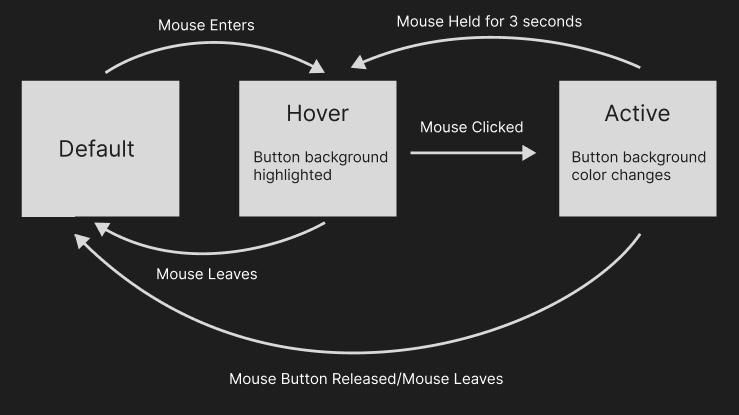 Mouse Enters
Mouse Held for 3 seconds
Default
Hover
Button background
highlighted
Mouse Clicked
Active
Button background
color changes
Mouse Leaves
Mouse Button Released/Mouse Leaves